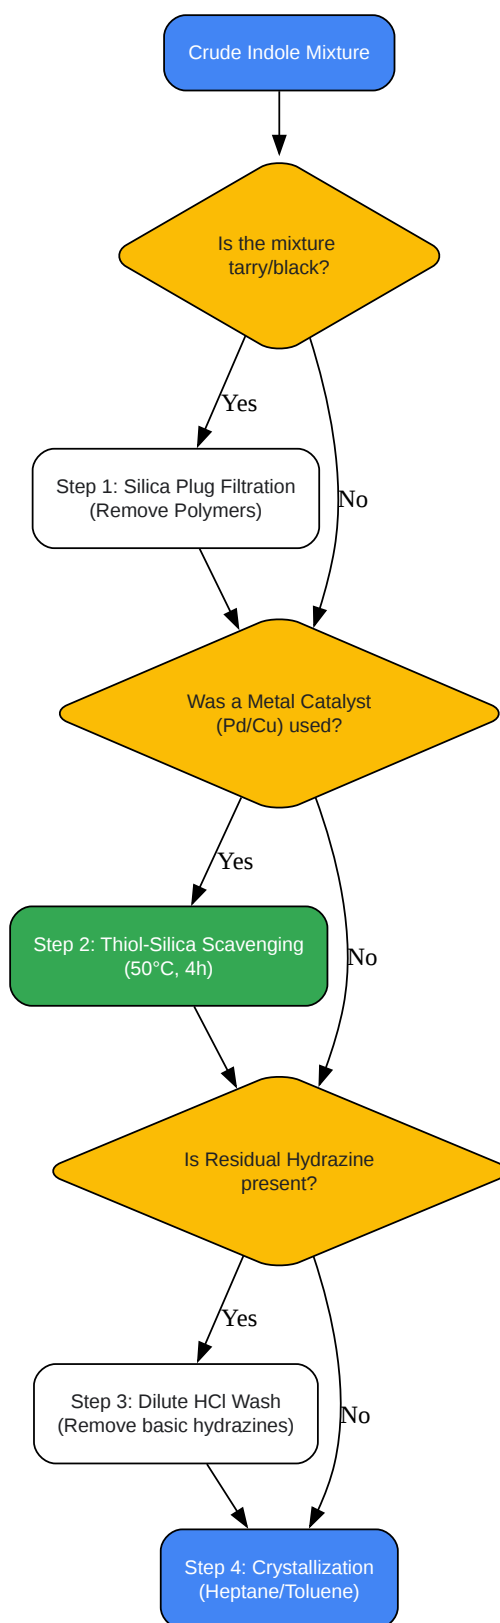 Crude Indole Mixture
Is the mixture
tarry/black?
Yes
Step 1: Silica Plug Filtration
(Remove Polymers)
No
Was a Metal Catalyst
(Pd/Cu) used?
Yes
Step 2: Thiol-Silica Scavenging
(50°C, 4h)
No
Is Residual Hydrazine
present?
Yes
Step 3: Dilute HCl Wash
(Remove basic hydrazines)
No
Step 4: Crystallization
(Heptane/Toluene)